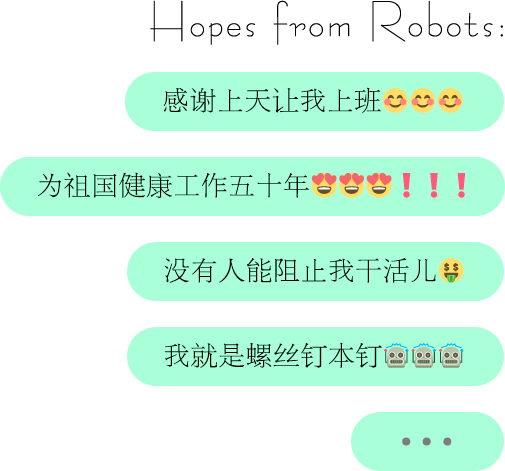 Hopes from Robots:
感谢上天让我上班😊😊😊
为祖国健康工作五十年😍😍😍❗❗❗
没有人能阻止我干活儿🤑
我就是螺丝钉本钉🤖🤖🤖
•••